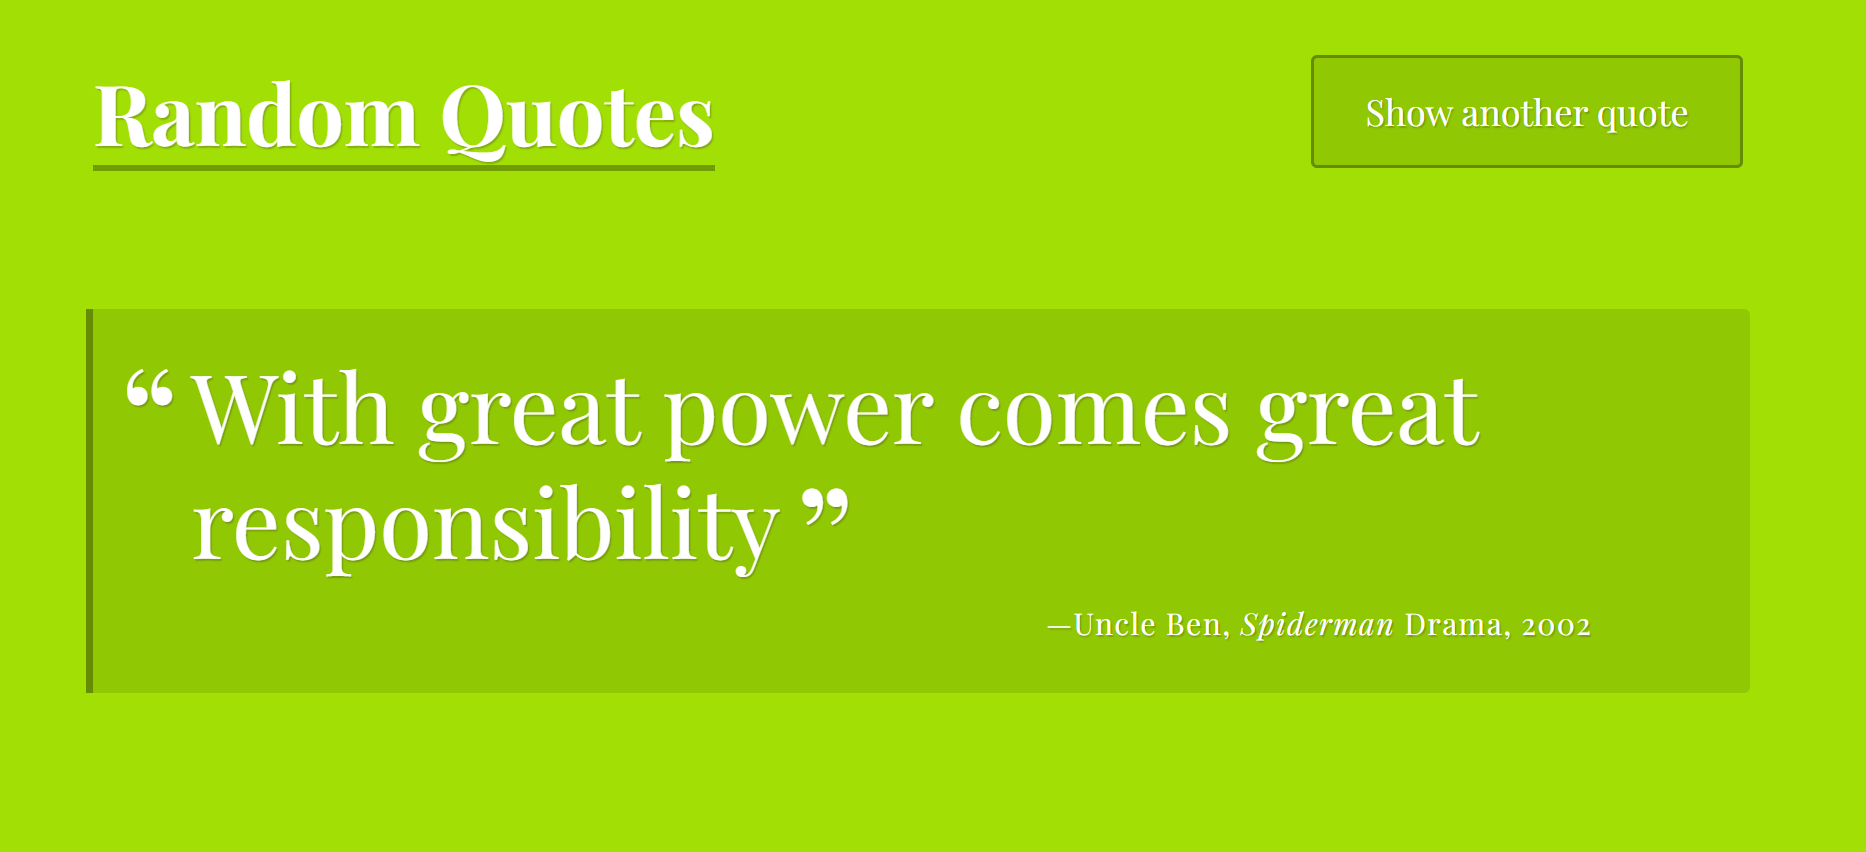 Random Quotes
Show another quote
“ With great power comes great
responsibility ”
—Uncle Ben, Spiderman Drama, 2002